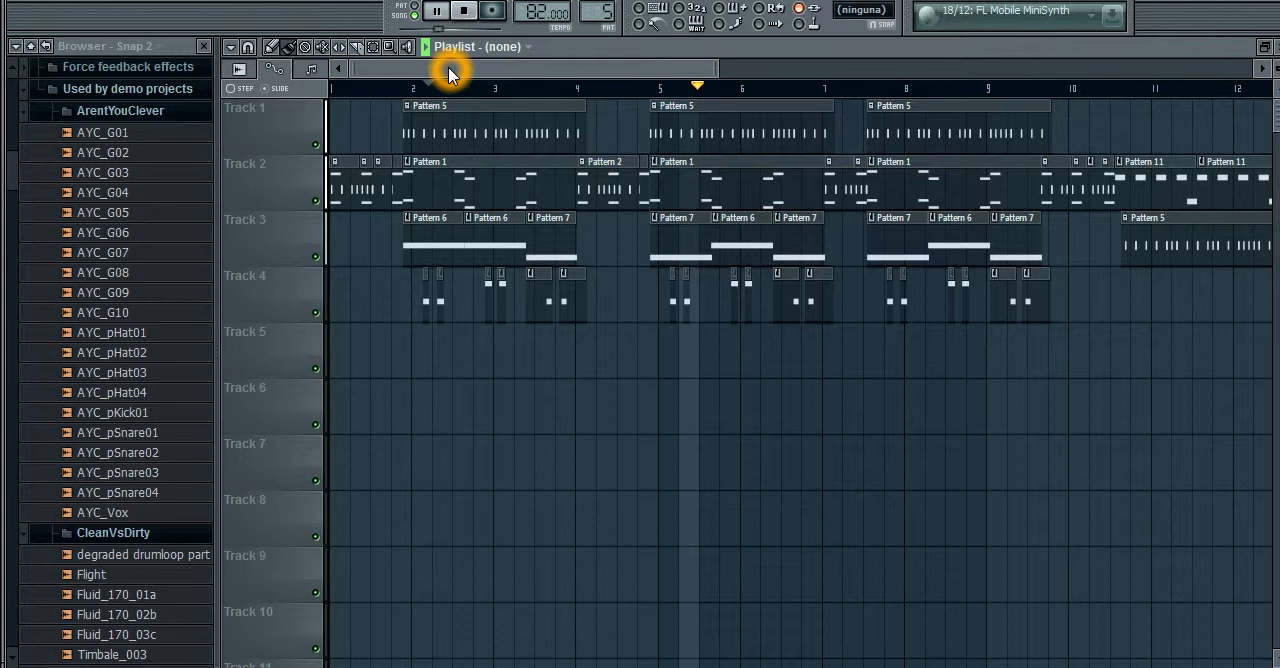 PAT
SONG
82.000
TEMPO
5
PAT
321
WAIT
(ninguna)
SNAP
18/12: FL Mobile MiniSynth
Browser - Snap 2
Playlist - (none)
STEP
SLIDE
1 2 3 4 5 6 7 8 9 10 11 12
Force feedback effects
Used by demo projects
ArentYouClever
AYC_G01
AYC_G02
AYC_G03
AYC_G04
AYC_G05
AYC_G06
AYC_G07
AYC_G08
AYC_G09
AYC_G10
AYC_pHat01
AYC_pHat02
AYC_pHat03
AYC_pHat04
AYC_pKick01
AYC_pSnare01
AYC_pSnare02
AYC_pSnare03
AYC_pSnare04
AYC_Vox
CleanVsDirty
degraded drumloop part
Flight
Fluid_170_01a
Fluid_170_02b
Fluid_170_03c
Timbale_003
Track 1
Pattern 5 Pattern 5 Pattern 5
Track 2
Pattern 1 Pattern 2 Pattern 1 Pattern 1 Pattern 11 Pattern 11
Track 3
Pattern 6 Pattern 6 Pattern 7 Pattern 7 Pattern 6 Pattern 7 Pattern 7 Pattern 6 Pattern 7 Pattern 5
Track 4
Track 5
Track 6
Track 7
Track 8
Track 9
Track 10
Track 11